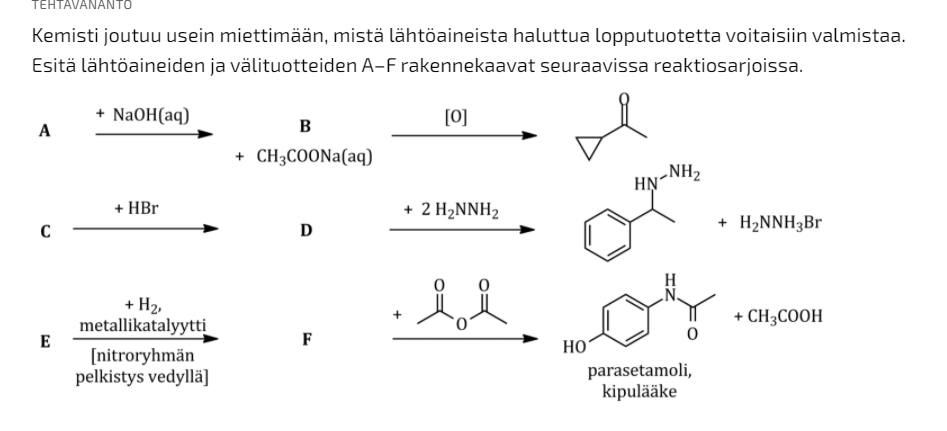 TEHTÄVÄNANTO
Kemisti joutuu usein miettimään, mistä lähtöaineista haluttua lopputuotetta voitaisiin valmistaa.
Esitä lähtöaineiden ja välituotteiden A–F rakennekaavat seuraavissa reaktiosarjoissa.
A
+ NaOH(aq)
B
+ CH₃COONa(aq)
[O]
O
C
+ HBr
D
+ 2 H₂NNH₂
HN
NH₂
+ H₂NNH₃Br
E
+ H₂,
metallikatalyytti
[nitroryhmän
pelkistys vedyllä]
F
+
O O
O
H
N
O
HO
+ CH₃COOH
parasetamoli,
kipulääke